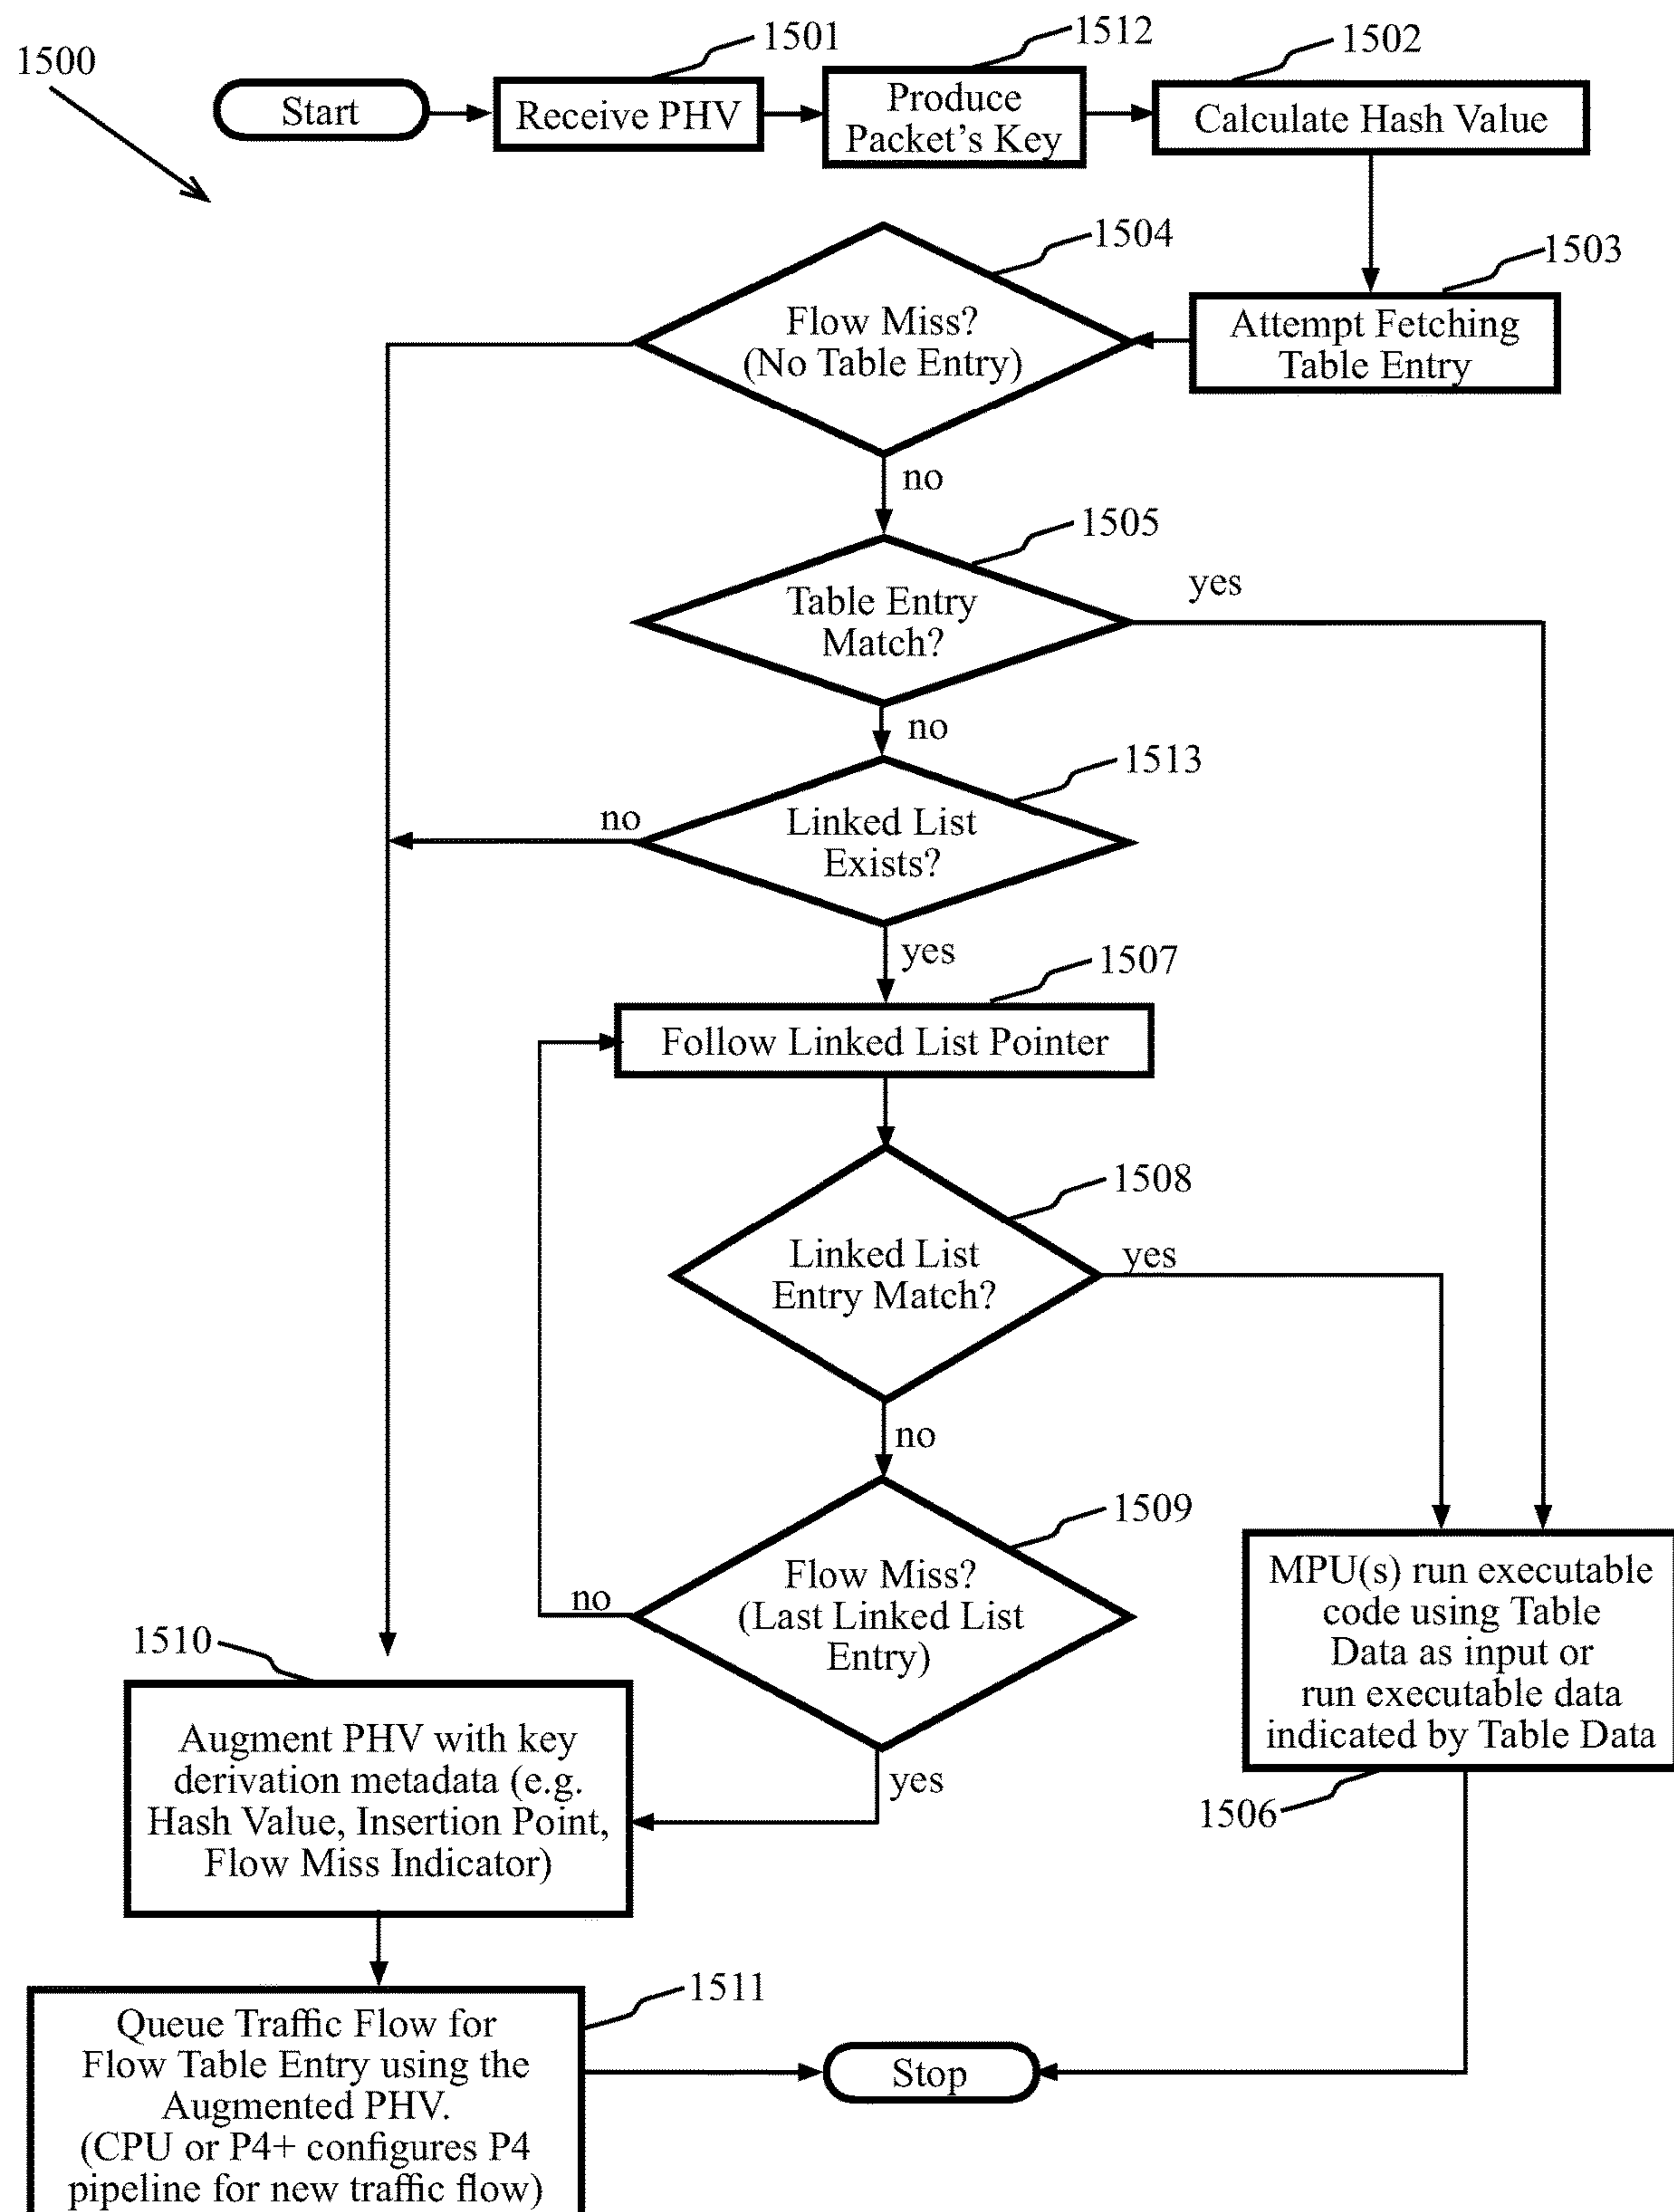 1500
1501
1512
1502
Start
Receive PHV
Produce
Packet's Key
Calculate Hash Value
1504
1503
Flow Miss?
(No Table Entry)
Attempt Fetching
Table Entry
no
1505
Table Entry
Match?
yes
no
1513
Linked List
Exists?
no
yes
1507
Follow Linked List Pointer
1508
Linked List
Entry Match?
yes
no
1509
Flow Miss?
(Last Linked List
Entry)
no
yes
MPU(s) run executable
code using Table
Data as input or
run executable data
indicated by Table Data
1506
1510
Augment PHV with key
derivation metadata (e.g.
Hash Value, Insertion Point,
Flow Miss Indicator)
1511
Queue Traffic Flow for
Flow Table Entry using the
Augmented PHV.
(CPU or P4+ configures P4
pipeline for new traffic flow)
Stop